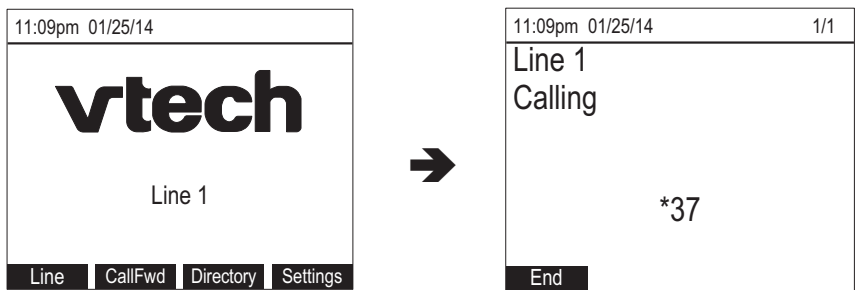 11:09pm 01/25/14
vtech
Line 1
Line CallFwd Directory Settings
11:09pm 01/25/14 1/1
Line 1
Calling
*37
End